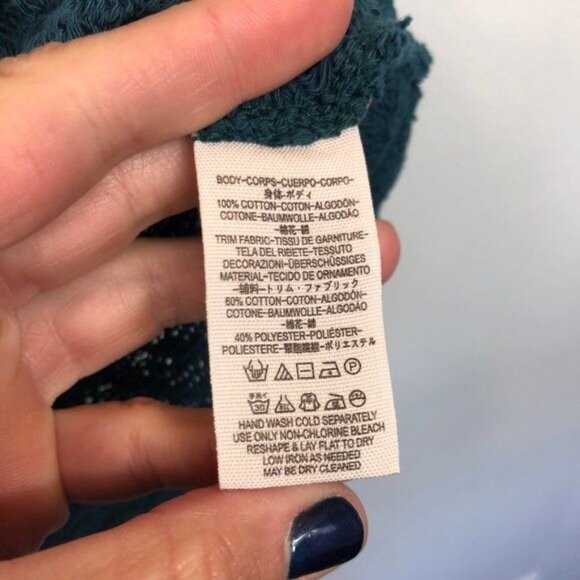 BODY-CORPS-CUERPO-CORPO-
身体-ボディ
100% COTTON-COTON-ALGODÓN-
COTONE-BAUMWOLLE-ALGODÃO
-棉花-綿
TRIM FABRIC-TISSU DE GARNITURE-
TELA DEL RIBETE-TESSUTO
DECORAZIONI-ÜBERSCHÜSSIGES
MATERIAL-TECIDO DE ORNAMENTO
-辅料-トリム・ファブリック
60% COTTON-COTON-ALGODÓN-
COTONE-BAUMWOLLE-ALGODÃO
-棉花-綿
40% POLYESTER-POLIÉSTER-
POLIESTERE-聚酯纖維-ポリエステル
P
手洗イ
30
HAND WASH COLD SEPARATELY
USE ONLY NON-CHLORINE BLEACH
RESHAPE & LAY FLAT TO DRY
LOW IRON AS NEEDED
MAY BE DRY CLEANED